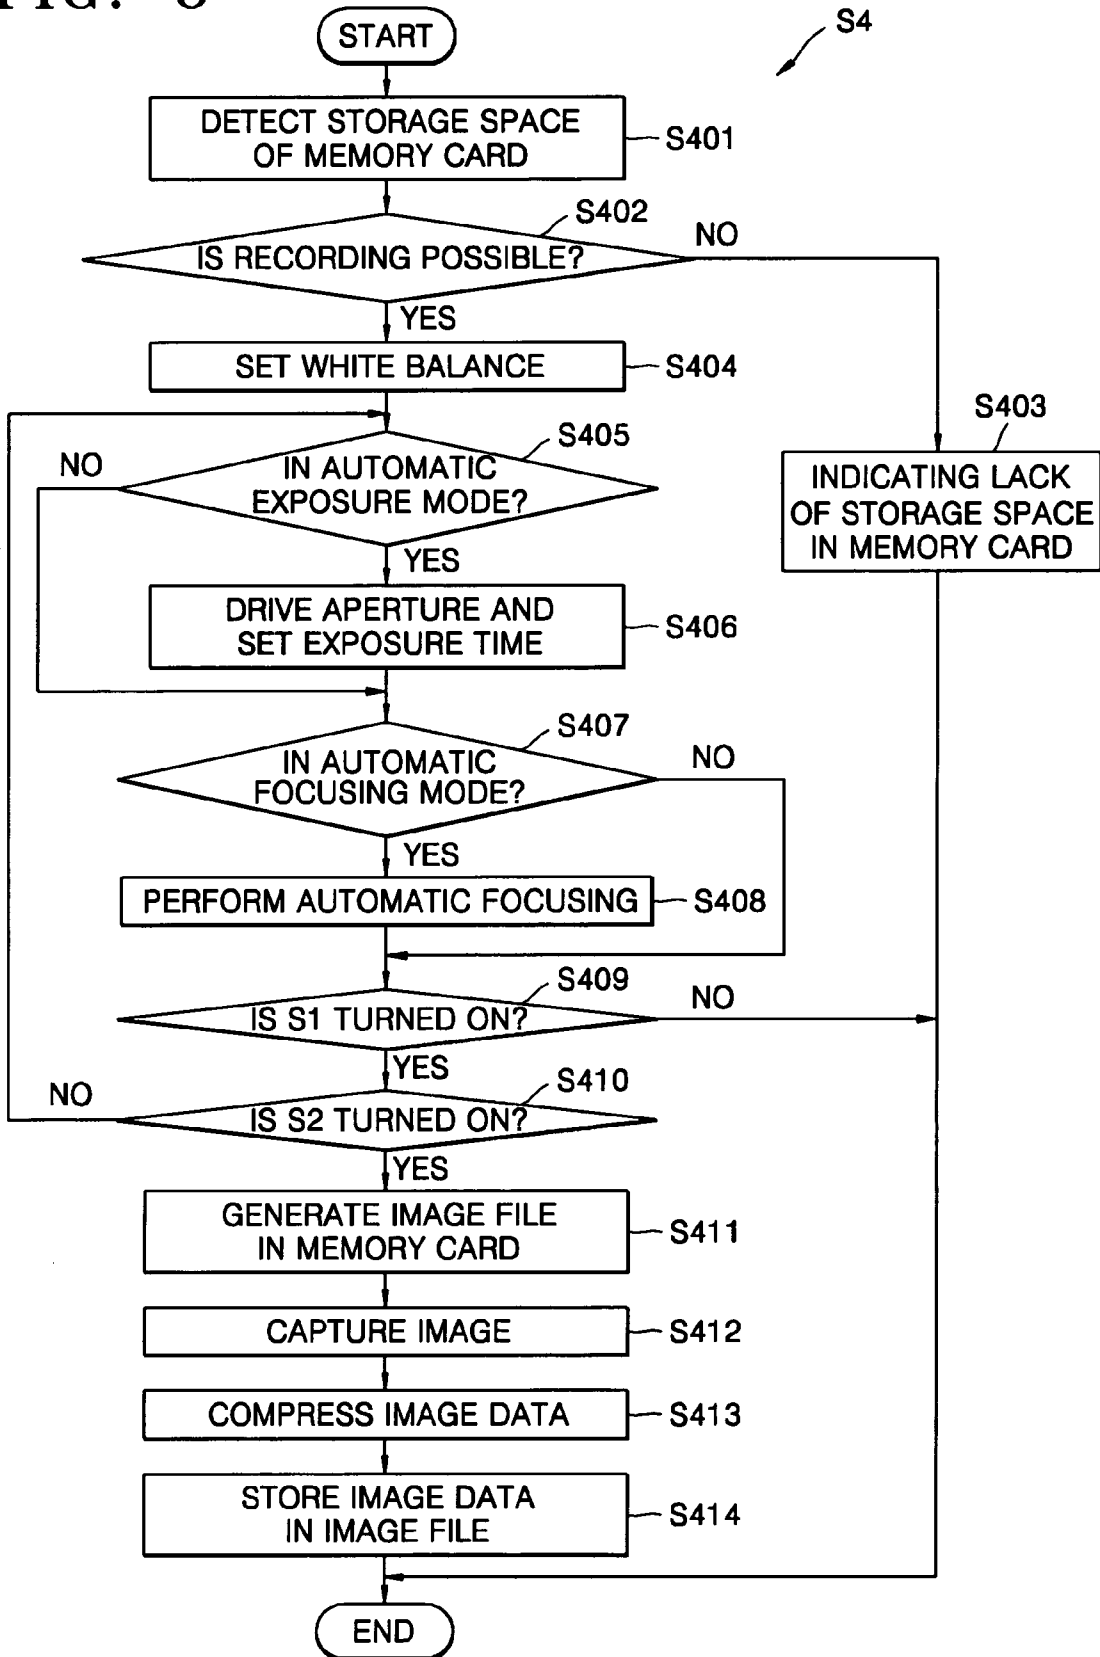 START
S4
DETECT STORAGE SPACE
OF MEMORY CARD
S401
S402
IS RECORDING POSSIBLE?
NO
YES
SET WHITE BALANCE
S404
S403
INDICATING LACK
OF STORAGE SPACE
IN MEMORY CARD
S405
NO
IN AUTOMATIC
EXPOSURE MODE?
YES
DRIVE APERTURE AND
SET EXPOSURE TIME
S406
S407
IN AUTOMATIC
FOCUSING MODE?
NO
YES
PERFORM AUTOMATIC FOCUSING
S408
S409
IS S1 TURNED ON?
NO
YES
S410
NO
IS S2 TURNED ON?
YES
GENERATE IMAGE FILE
IN MEMORY CARD
S411
CAPTURE IMAGE
S412
COMPRESS IMAGE DATA
S413
STORE IMAGE DATA
IN IMAGE FILE
S414
END